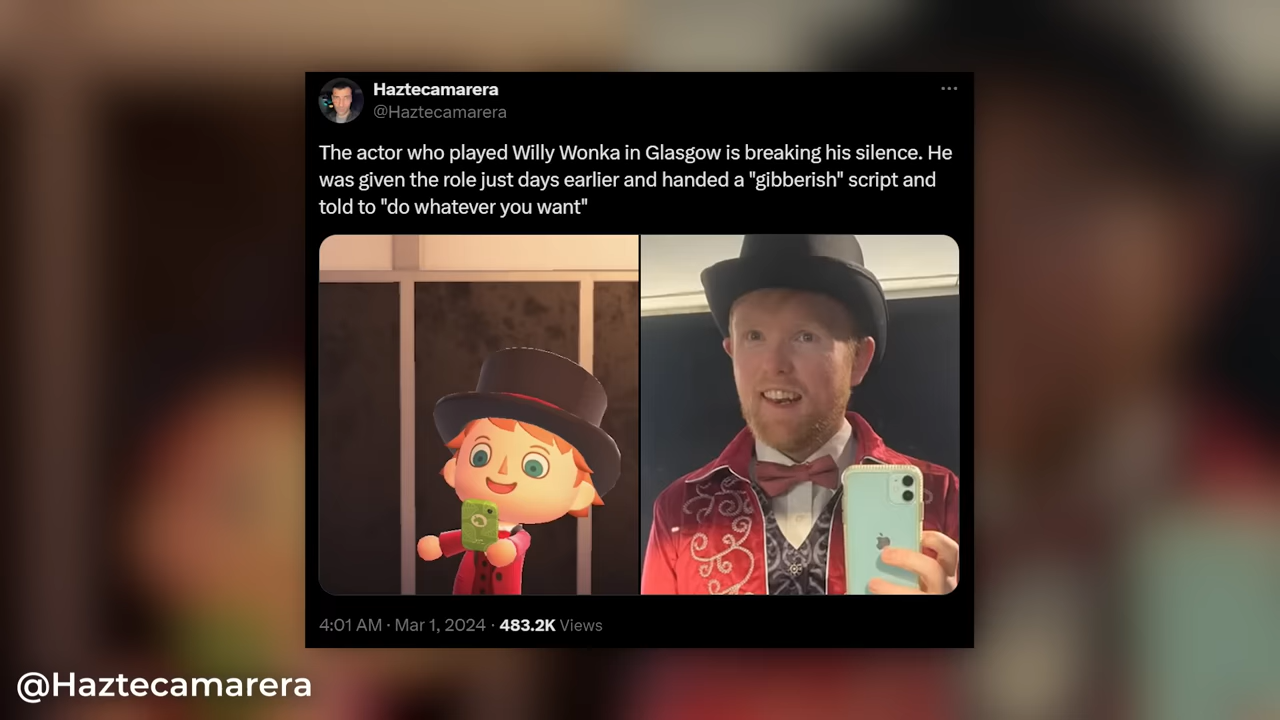 Haztecamarera
@Haztecamarera
The actor who played Willy Wonka in Glasgow is breaking his silence. He
was given the role just days earlier and handed a "gibberish" script and
told to "do whatever you want"
4:01 AM · Mar 1, 2024 · 483.2K Views
@Haztecamarera